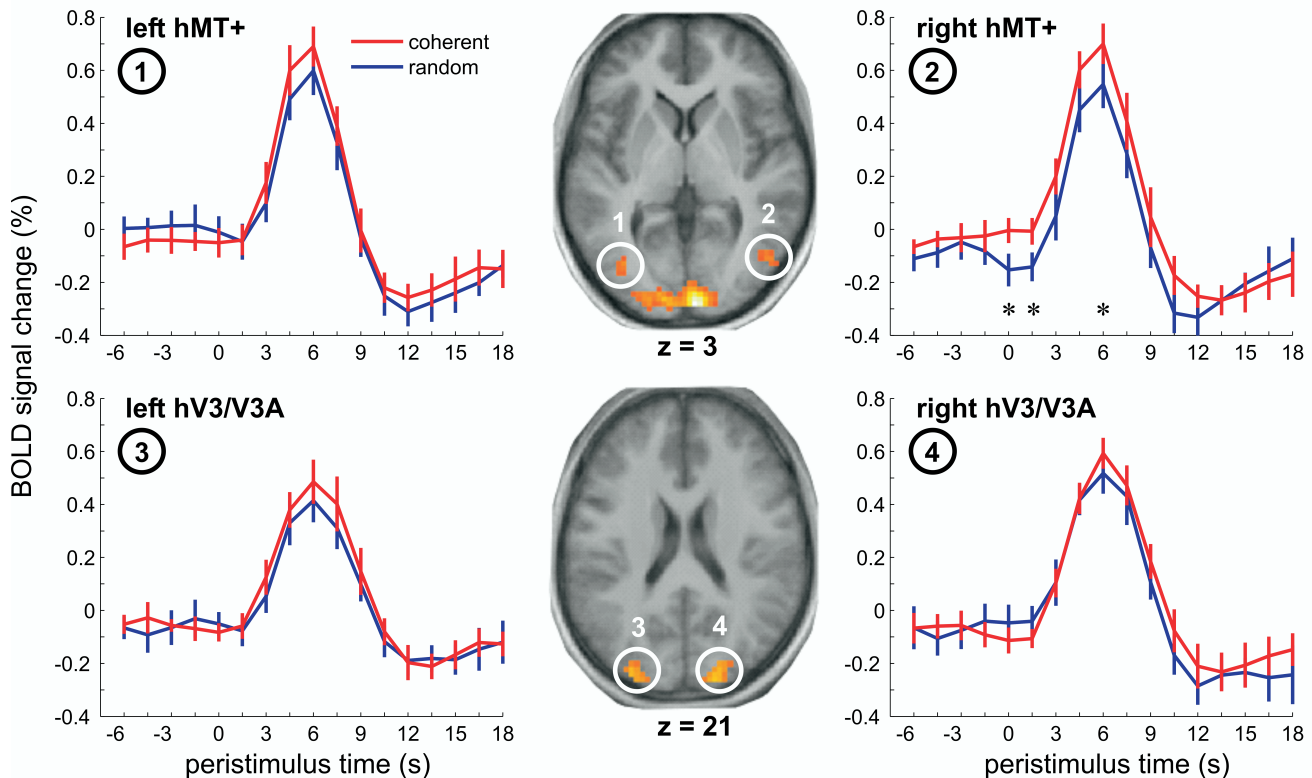 left hMT+
1
coherent
random
0.8
0.6
0.4
0.2
0
-0.2
-0.4
-6 -3 0 3 6 9 12 15 18
1 2
z = 3
right hMT+
2
0.8
0.6
0.4
0.2
0
-0.2
-0.4
* * *
-6 -3 0 3 6 9 12 15 18
BOLD signal change (%)
left hV3/V3A
3
0.8
0.6
0.4
0.2
0
-0.2
-0.4
-6 -3 0 3 6 9 12 15 18
peristimulus time (s)
3 4
z = 21
right hV3/V3A
4
0.8
0.6
0.4
0.2
0
-0.2
-0.4
-6 -3 0 3 6 9 12 15 18
peristimulus time (s)